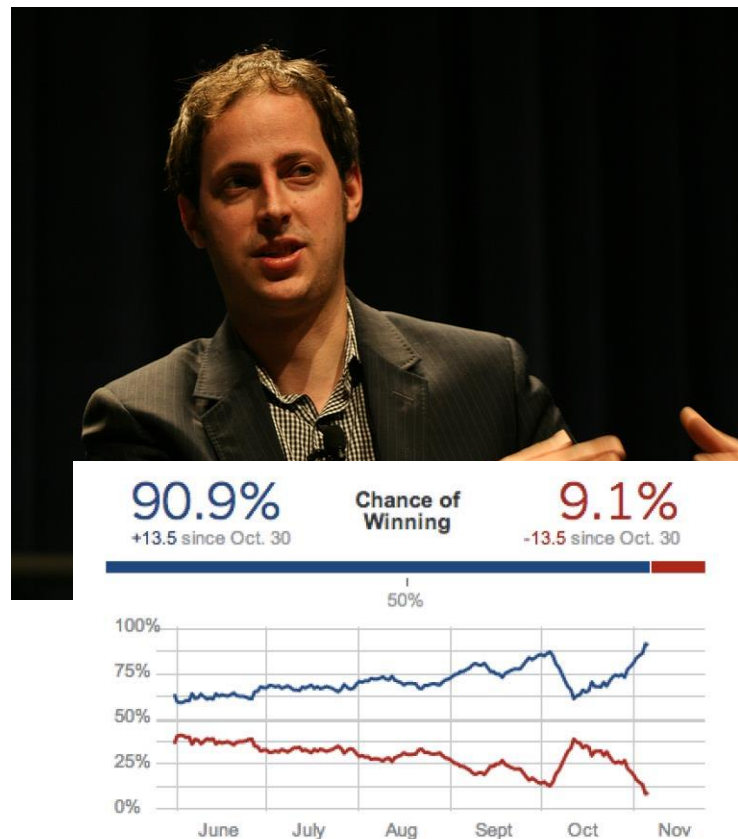 90.9%
Chance of
Winning
9.1%
+13.5 since Oct. 30
-13.5 since Oct. 30
50%
100%
75%
50%
25%
0%
June July Aug Sept Oct Nov